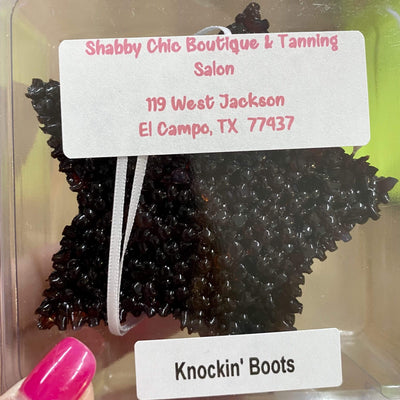 Shabby Chic Boutique & Tanning
Salon
119 West Jackson
El Campo, TX 77437
Knockin' Boots